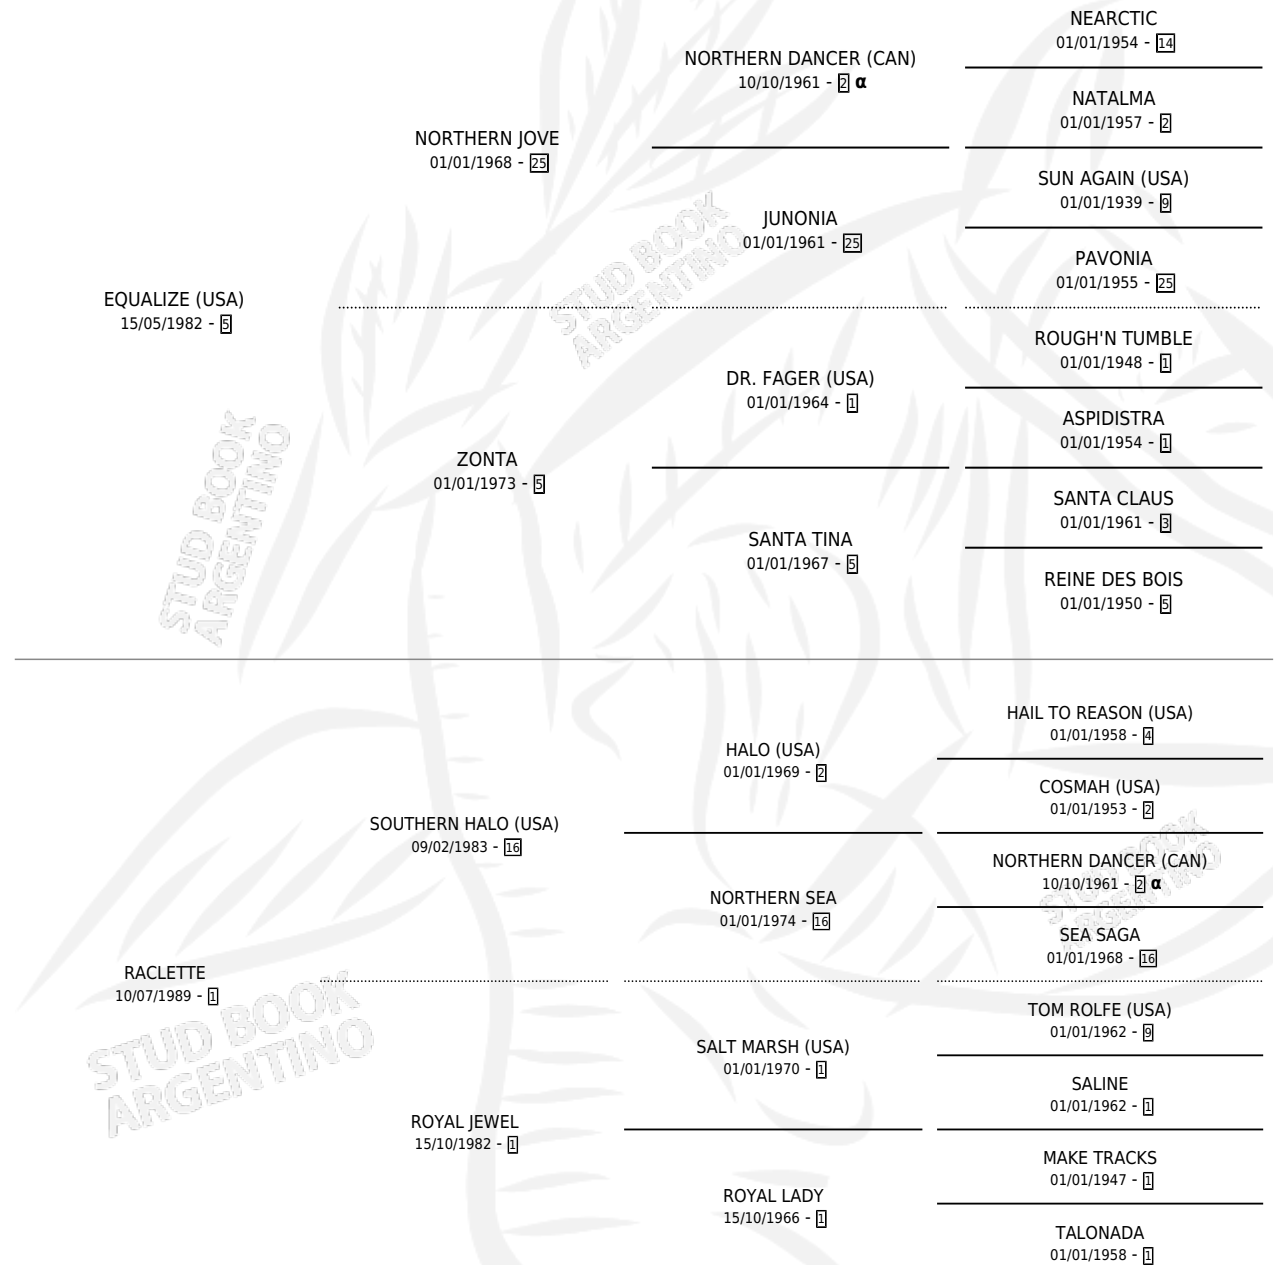 NEARCTIC
01/01/1954 - 14
NORTHERN DANCER (CAN)
10/10/1961 - 2 α
NATALMA
01/01/1957 - 2
NORTHERN JOVE
01/01/1968 - 25
SUN AGAIN (USA)
01/01/1939 - 9
JUNONIA
01/01/1961 - 25
PAVONIA
01/01/1955 - 25
EQUALIZE (USA)
15/05/1982 - 5
ROUGH'N TUMBLE
01/01/1948 - 1
DR. FAGER (USA)
01/01/1964 - 1
ASPIDISTRA
01/01/1954 - 1
ZONTA
01/01/1973 - 5
SANTA CLAUS
01/01/1961 - 3
SANTA TINA
01/01/1967 - 5
REINE DES BOIS
01/01/1950 - 5
STUD BOOK
ARGENTINO
STUD BOOK
ARGENTINO
HAIL TO REASON (USA)
01/01/1958 - 4
HALO (USA)
01/01/1969 - 2
COSMAH (USA)
01/01/1953 - 2
SOUTHERN HALO (USA)
09/02/1983 - 16
NORTHERN DANCER (CAN)
10/10/1961 - 2 α
NORTHERN SEA
01/01/1974 - 16
SEA SAGA
01/01/1968 - 16
RACLETTE
10/07/1989 - 1
TOM ROLFE (USA)
01/01/1962 - 9
SALT MARSH (USA)
01/01/1970 - 1
SALINE
01/01/1962 - 1
ROYAL JEWEL
15/10/1982 - 1
MAKE TRACKS
01/01/1947 - 1
ROYAL LADY
15/10/1966 - 1
TALONADA
01/01/1958 - 1
STUD BOOK
ARGENTINO
STUD BOOK
ARGENTINO